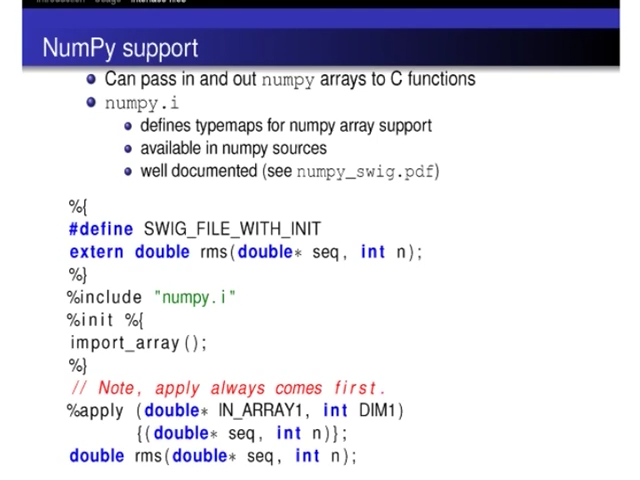 NumPy support
Can pass in and out numpy arrays to C functions
numpy.i
defines typemaps for numpy array support
available in numpy sources
well documented (see numpy_swig.pdf)
%{
#define SWIG_FILE_WITH_INIT
extern double rms(double* seq, int n);
%}
%include "numpy.i"
%init %{
import_array();
%}
// Note, apply always comes first.
%apply (double* IN_ARRAY1, int DIM1)
{(double* seq, int n)};
double rms(double* seq, int n);